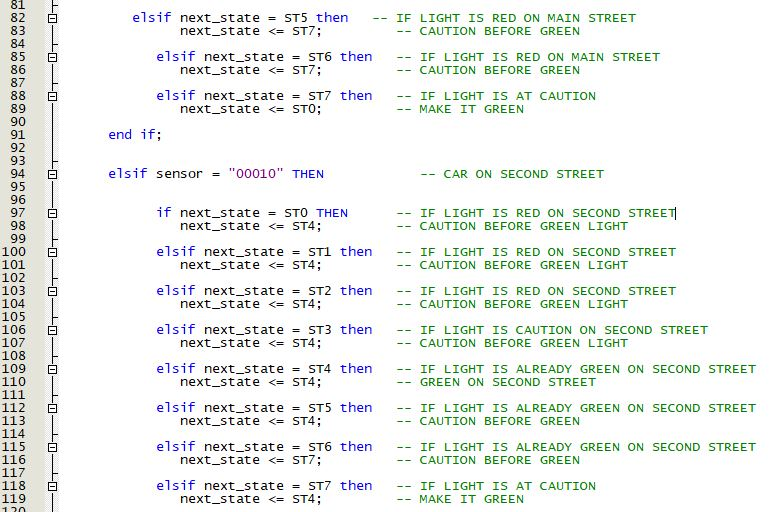 81
82 elsif next_state = ST5 then -- IF LIGHT IS RED ON MAIN STREET
83 next_state <= ST7; -- CAUTION BEFORE GREEN
84
85 elsif next_state = ST6 then -- IF LIGHT IS RED ON MAIN STREET
86 next_state <= ST7; -- CAUTION BEFORE GREEN
87
88 elsif next_state = ST7 then -- IF LIGHT IS AT CAUTION
89 next_state <= ST0; -- MAKE IT GREEN
90
91 end if;
92
93
94 elsif sensor = "00010" THEN -- CAR ON SECOND STREET
95
96
97 if next_state = ST0 THEN -- IF LIGHT IS RED ON SECOND STREET
98 next_state <= ST4; -- CAUTION BEFORE GREEN LIGHT
99
100 elsif next_state = ST1 then -- IF LIGHT IS RED ON SECOND STREET
101 next_state <= ST4; -- CAUTION BEFORE GREEN LIGHT
102
103 elsif next_state = ST2 then -- IF LIGHT IS RED ON SECOND STREET
104 next_state <= ST4; -- CAUTION BEFORE GREEN LIGHT
105
106 elsif next_state = ST3 then -- IF LIGHT IS CAUTION ON SECOND STREET
107 next_state <= ST4; -- CAUTION BEFORE GREEN LIGHT
108
109 elsif next_state = ST4 then -- IF LIGHT IS ALREADY GREEN ON SECOND STREET
110 next_state <= ST4; -- GREEN ON SECOND STREET
111
112 elsif next_state = ST5 then -- IF LIGHT IS ALREADY GREEN ON SECOND STREET
113 next_state <= ST4; -- CAUTION BEFORE GREEN
114
115 elsif next_state = ST6 then -- IF LIGHT IS ALREADY GREEN ON SECOND STREET
116 next_state <= ST7; -- CAUTION BEFORE GREEN
117
118 elsif next_state = ST7 then -- IF LIGHT IS AT CAUTION
119 next_state <= ST4; -- MAKE IT GREEN
120